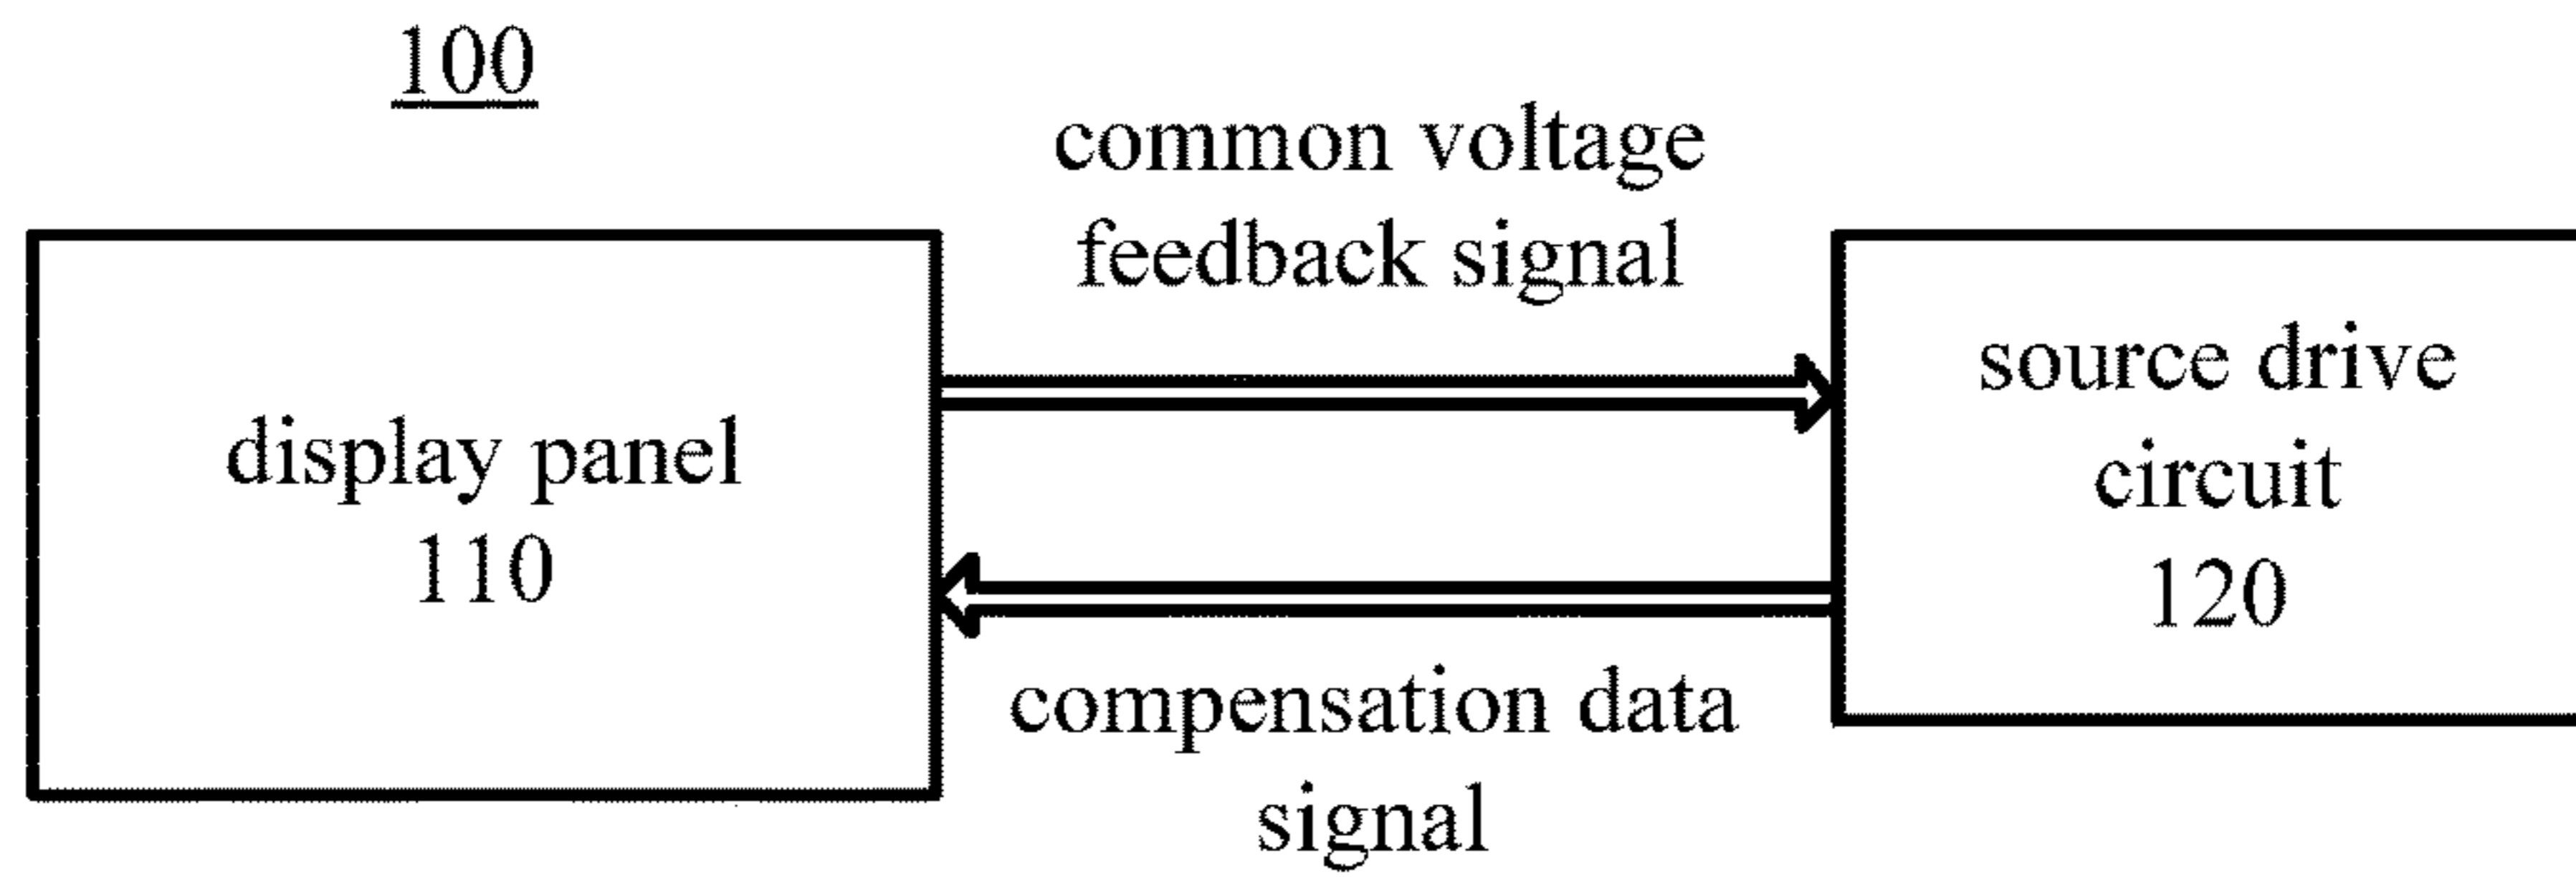 100
common voltage
feedback signal
display panel
110
source drive
circuit
120
compensation data
signal